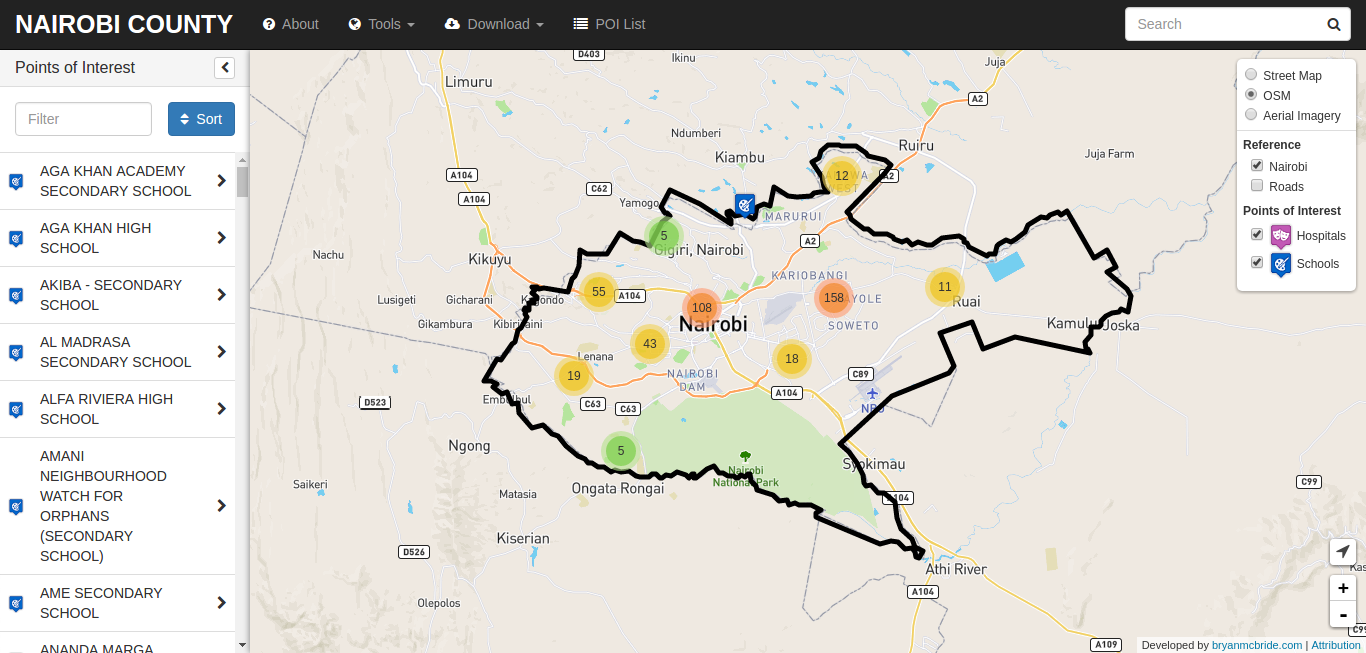 NAIROBI COUNTY
About
Tools
Download
POI List
Search
Points of Interest
Filter
Sort
AGA KHAN ACADEMY
SECONDARY SCHOOL
AGA KHAN HIGH
SCHOOL
AKIBA - SECONDARY
SCHOOL
AL MADRASA
SECONDARY SCHOOL
ALFA RIVIERA HIGH
SCHOOL
AMANI
NEIGHBOURHOOD
WATCH FOR
ORPHANS
(SECONDARY
SCHOOL)
AME SECONDARY
SCHOOL
ANANDA MARGA
D403
Ikinu
Juja
Limuru
A2
Ndumberi
Ruiru
Kiambu
Juja Farm
A104
12
A2
WEST
C62
A104
Yamogo
MARURUI
5
A2
Gigiri, Nairobi
Nachu
Kikuyu
KARIOBANGI
55
A104
11
Lusigeti
Gicharani
108
158
Ruai
Gikambura
Nairobi
SOWETO
Kamulu
Joska
43
Lenana
18
19
NAIROBI
DAM
C89
A104
D523
C63
C63
Ngong
5
Syokimau
Nairobi
National Park
Saikeri
Matasia
Ongata Rongai
C99
A104
Kiserian
D526
Athi River
A104
Olepolos
A109
Street Map
OSM
Aerial Imagery
Reference
Nairobi
Roads
Points of Interest
Hospitals
Schools
+
-
Developed by bryanmcbride.com | Attribution